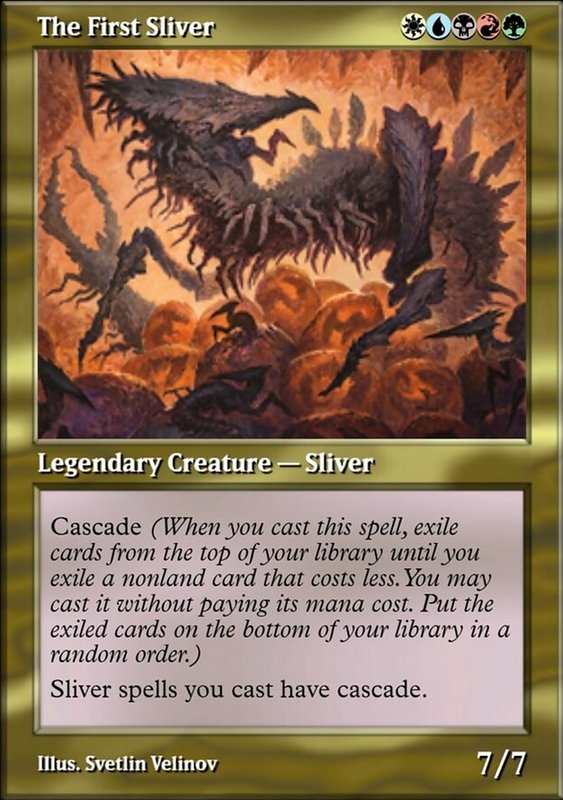 The First Sliver
Legendary Creature — Sliver
Cascade (When you cast this spell, exile
cards from the top of your library until you
exile a nonland card that costs less.You may
cast it without paying its mana cost. Put the
exiled cards on the bottom of your library in a
random order.)
Sliver spells you cast have cascade.
Illus. Svetlin Velinov
7/7